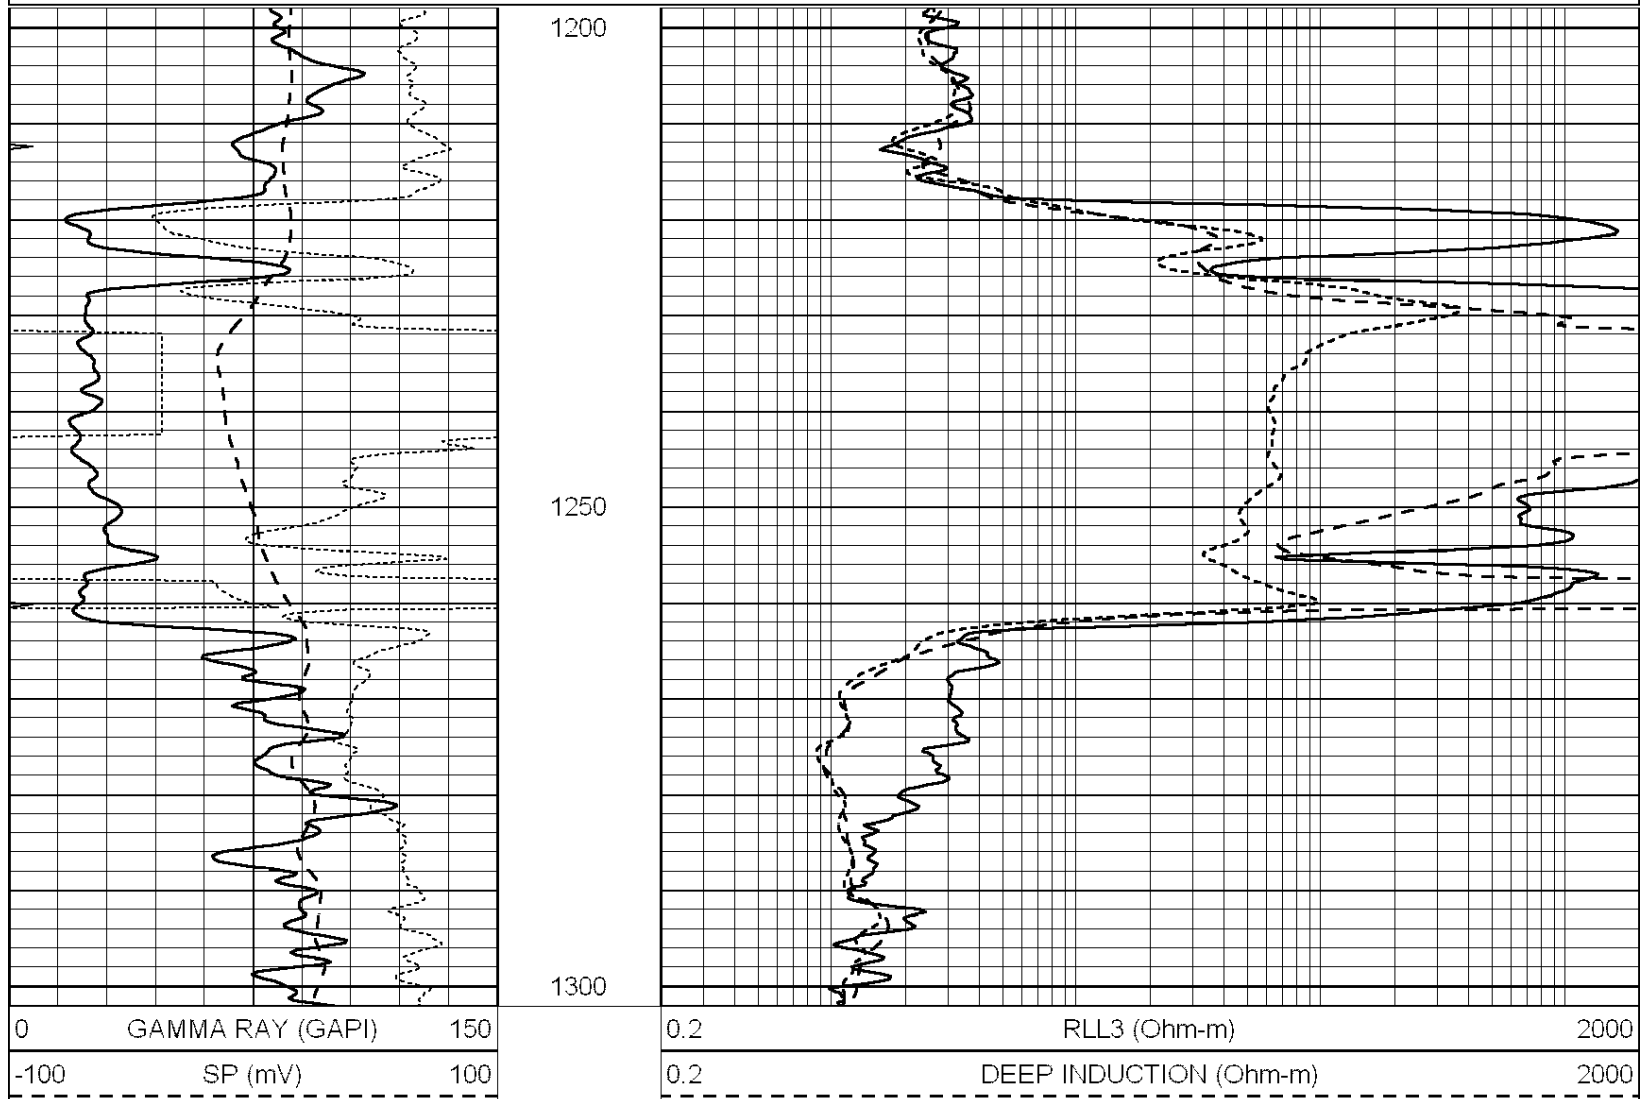 1200
1250
1300
0 GAMMA RAY (GAPI) 150
0.2 RLL3 (Ohm-m) 2000
-100 SP (mV) 100
0.2 DEEP INDUCTION (Ohm-m) 2000